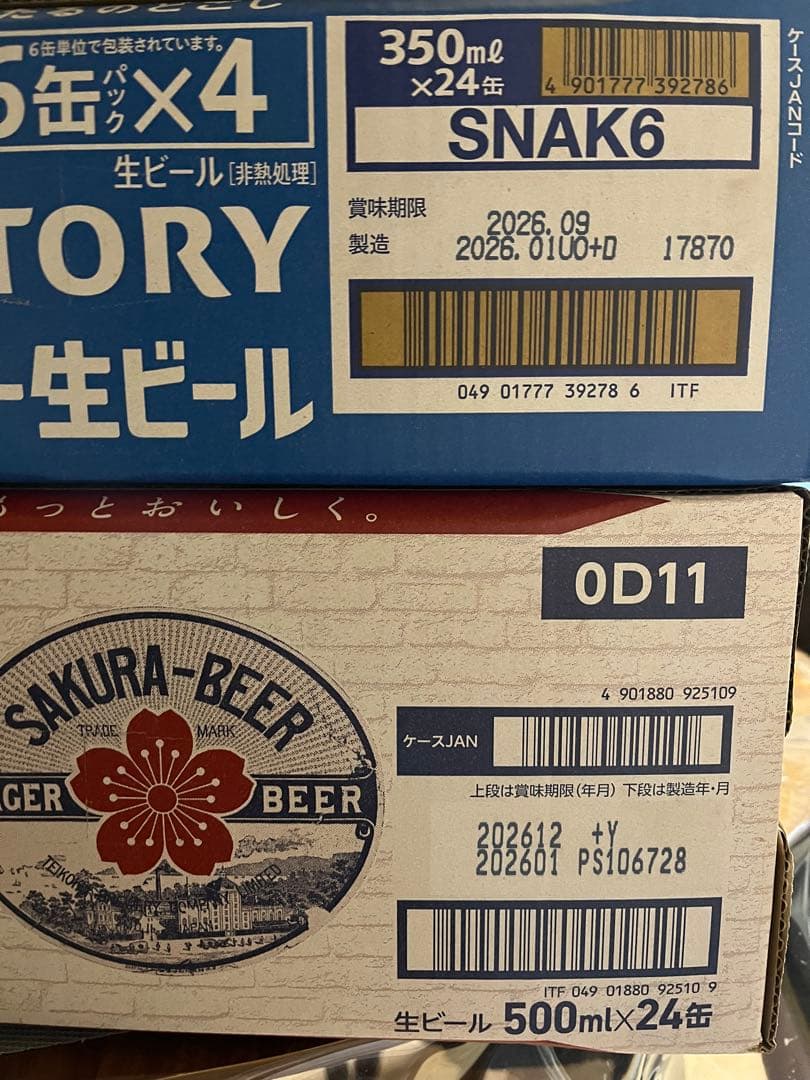 6缶単位で包装されています。
6缶パック×4
生ビール[非熱処理]
TORY
ー生ビール
350ml
×24缶
4 901777 392786
ケースJANコード
SNAK6
賞味期限 2026.09
製造 2026.01UO+D 17870
049 01777 39278 6 ITF
もっとおいしく。
0D11
SAKURA-BEER
TRADE MARK
AGER BEER
4 901880 925109
ケースJAN
上段は賞味期限(年月) 下段は製造年・月
202612 +Y
202601 PS106728
ITF 049 01880 92510 9
生ビール 500ml×24缶